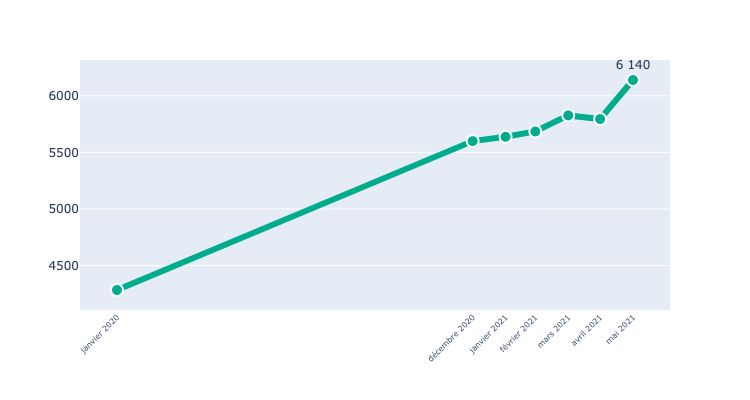 6 140
6000
5500
5000
4500
janvier 2020
décembre 2020
janvier 2021
février 2021
mars 2021
avril 2021
mai 2021